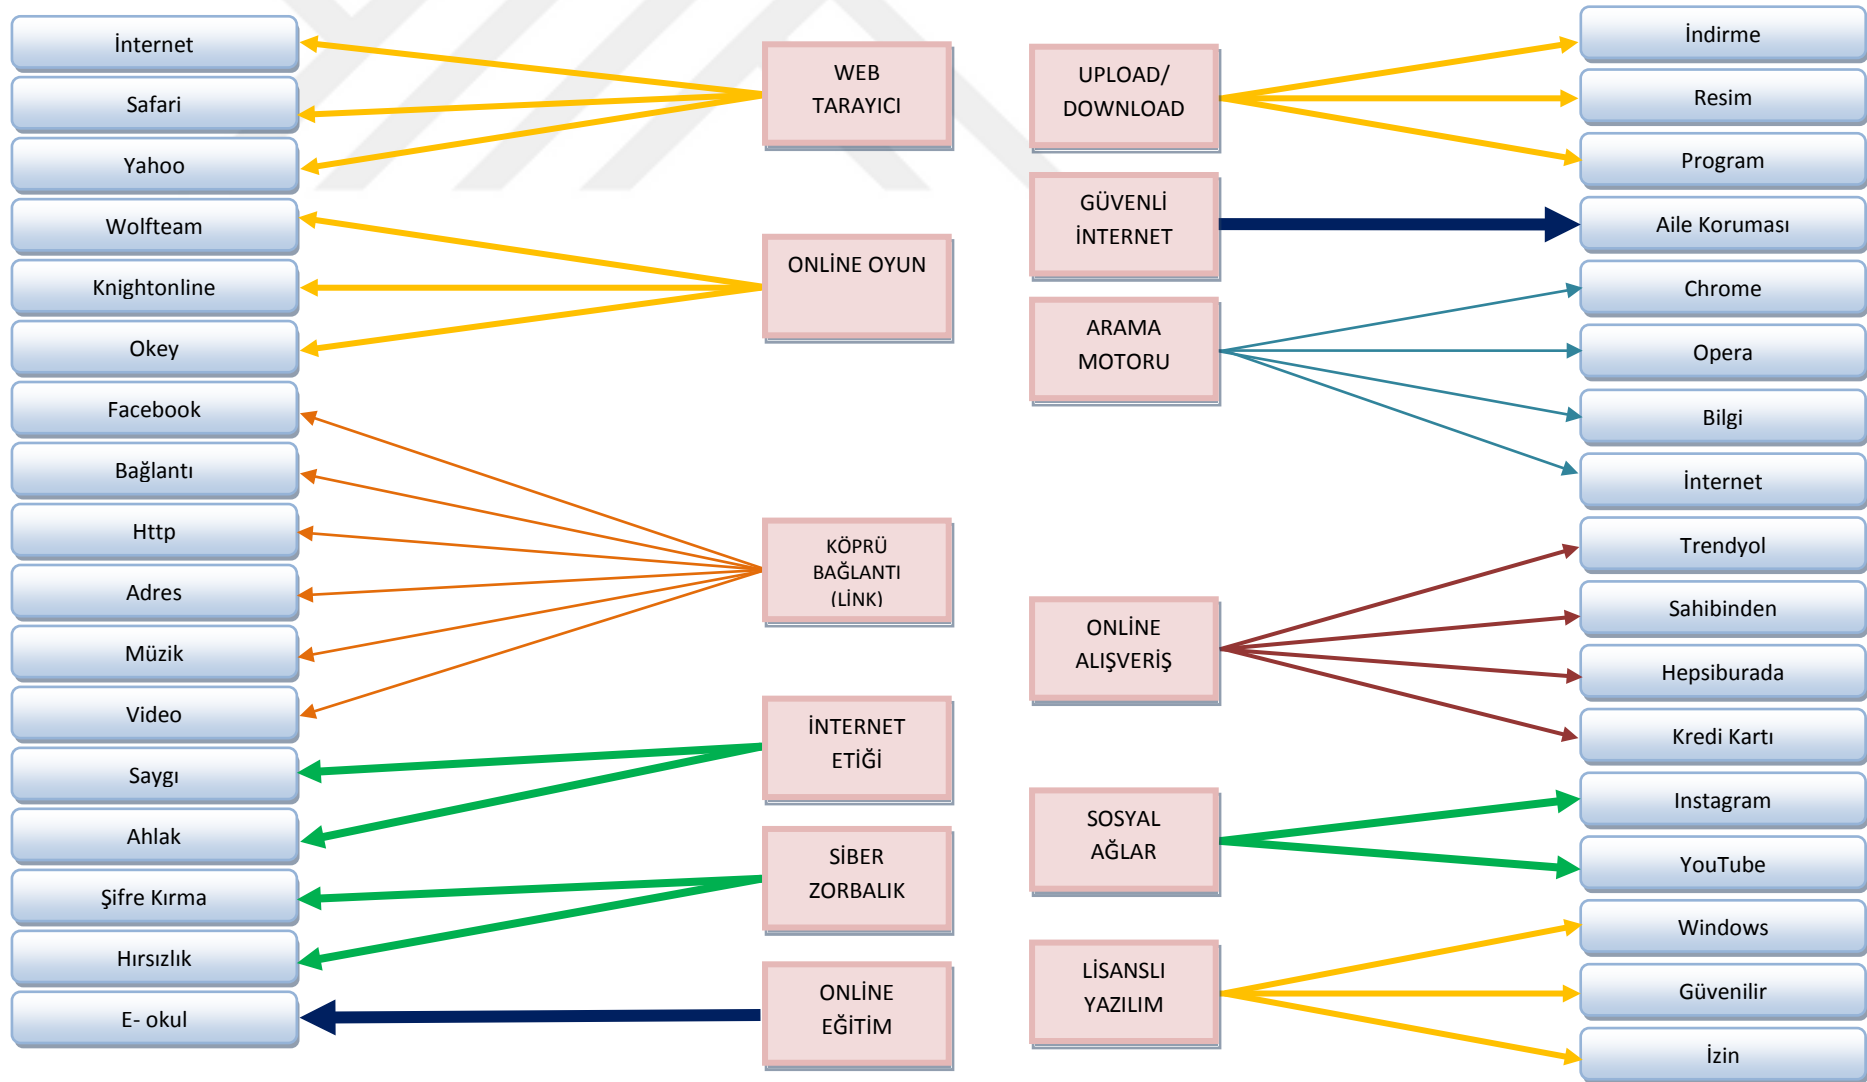 İnternet
Safari
Yahoo
Wolfteam
Knightonline
Okey
Facebook
Bağlantı
Http
Adres
Müzik
Video
Saygı
Ahlak
Şifre Kırma
Hırsızlık
E- okul
WEB
TARAYICI
ONLİNE OYUN
KÖPRÜ
BAĞLANTI
(LİNK)
İNTERNET
ETİĞİ
SİBER
ZORBALIK
ONLİNE
EĞİTİM
UPLOAD/
DOWNLOAD
GÜVENLİ
İNTERNET
ARAMA
MOTORU
ONLİNE
ALIŞVERİŞ
SOSYAL
AĞLAR
LİSANSLI
YAZILIM
İndirme
Resim
Program
Aile Koruması
Chrome
Opera
Bilgi
İnternet
Trendyol
Sahibinden
Hepsiburada
Kredi Kartı
Instagram
YouTube
Windows
Güvenilir
İzin